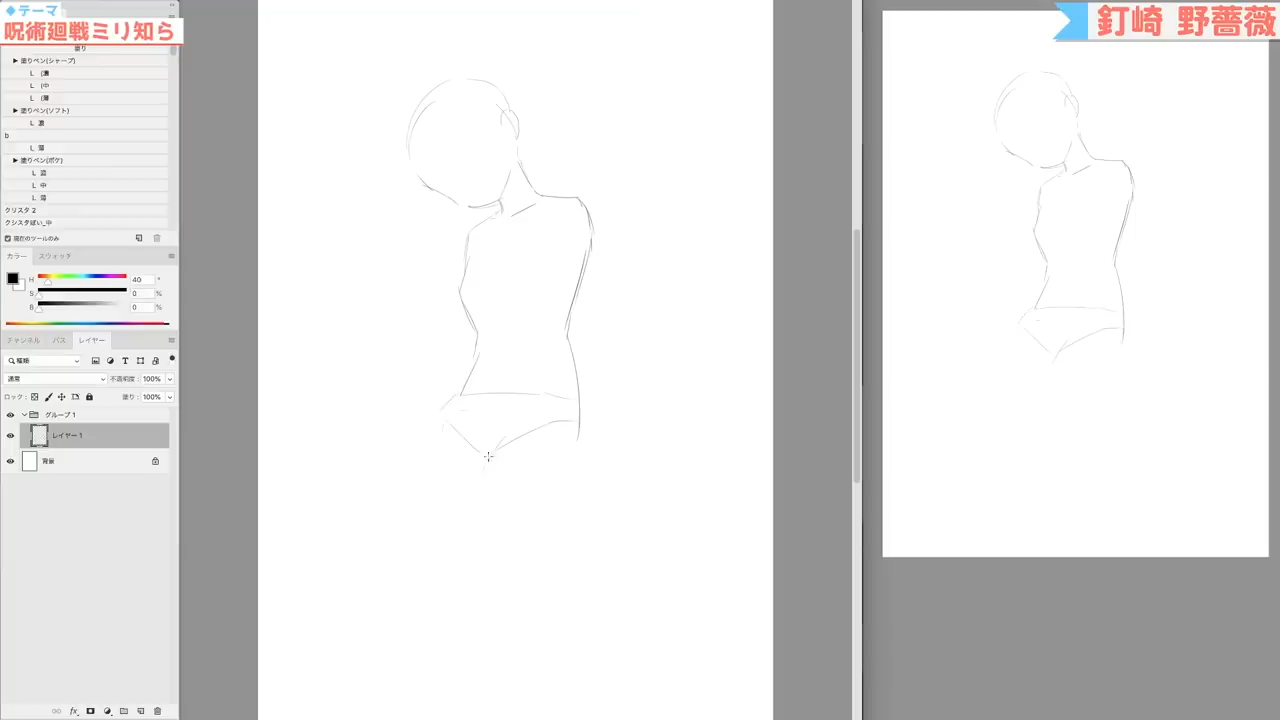 ◆テーマ
呪術廻戦ミリ知ら
釘崎 野薔薇
塗り
▶ 塗りペン(シャープ)
L (濃
L (中
L (薄
▶ 塗りペン(ソフト)
L 濃
b
L 薄
▶ 塗りペン(ボケ)
L 濃
L 中
L 薄
クリスタ 2
クシスタぽい_中
現在のツールのみ
カラー スウォッチ
H 40 °
S 0 %
B 0 %
チャンネル パス レイヤー
種類
通常 不透明度: 100%
ロック: 塗り: 100%
グループ 1
レイヤー 1
背景
fx